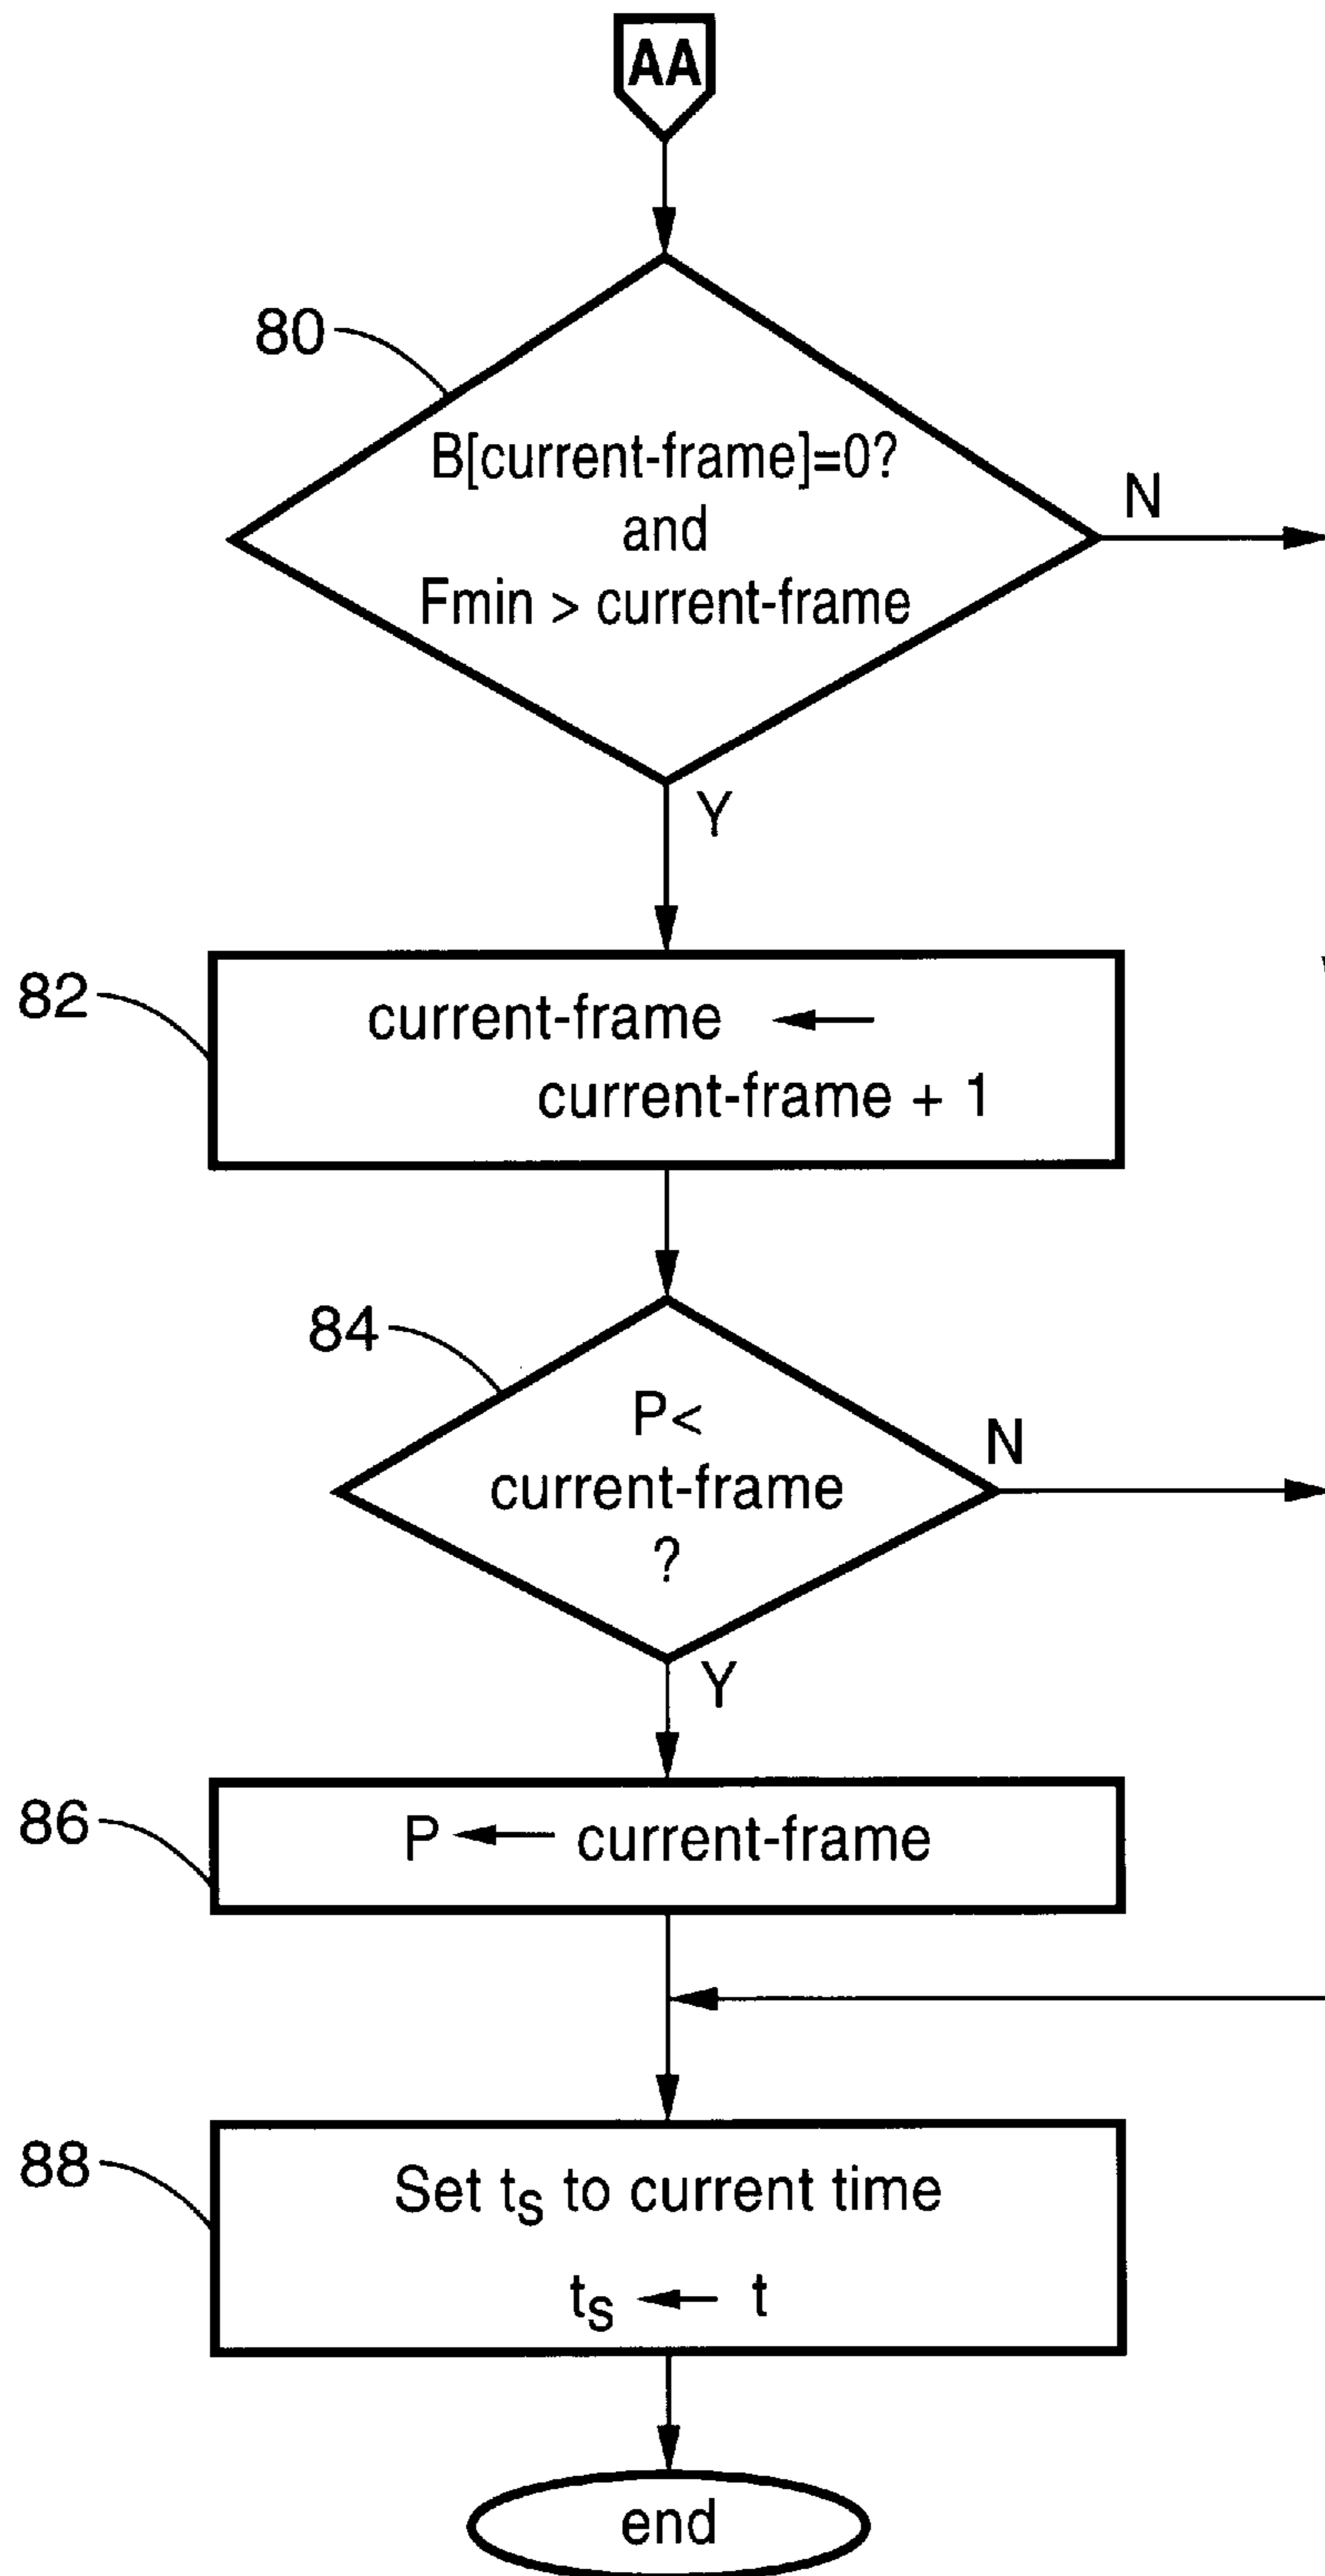 AA
80
B[current-frame]=0?
and
Fmin > current-frame
N
Y
82
current-frame ←
current-frame + 1
84
P<
current-frame
?
N
Y
86
P ← current-frame
88
Set tS to current time
tS ← t
end